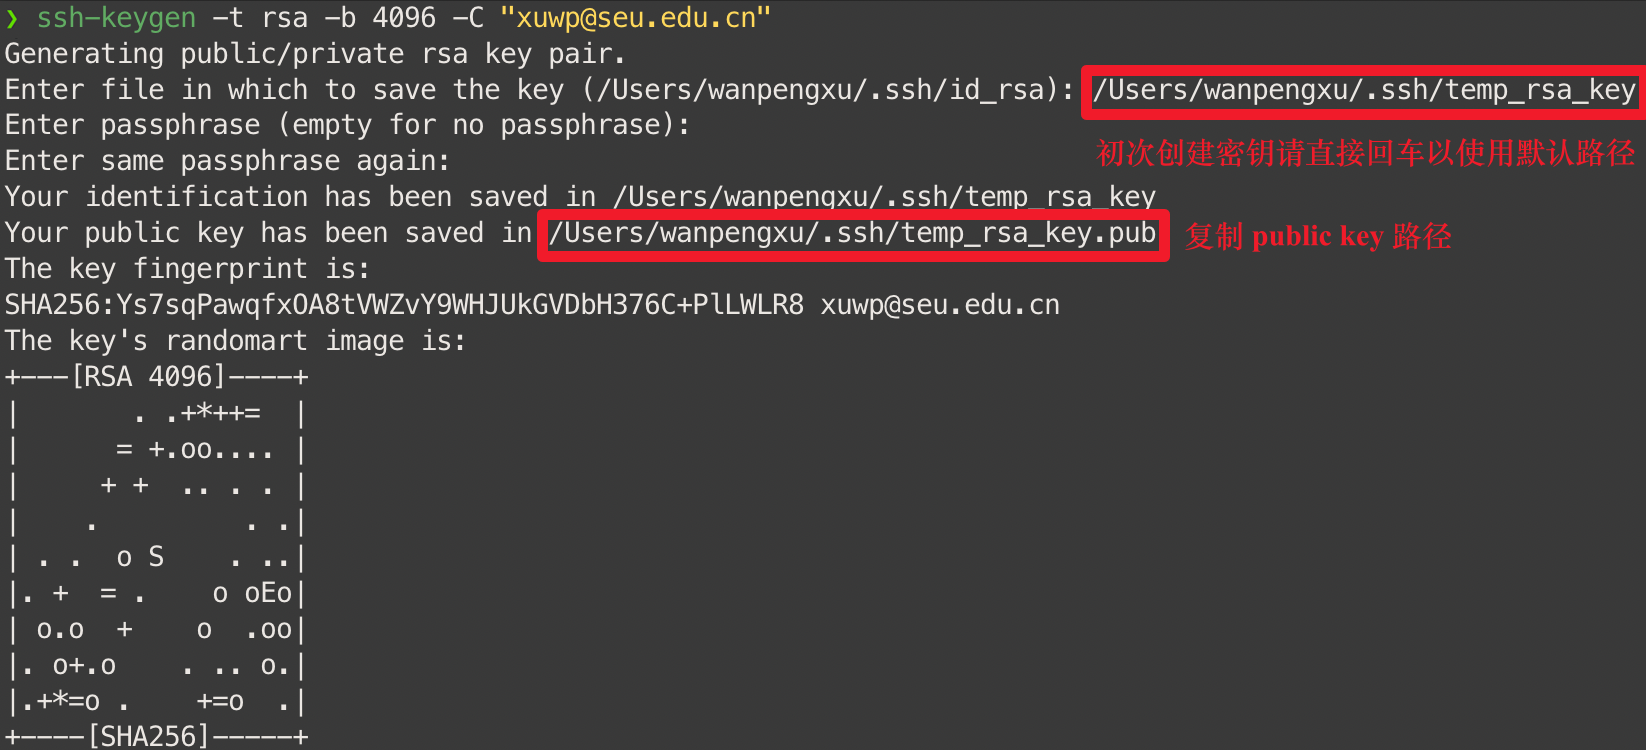 ❯ ssh-keygen -t rsa -b 4096 -C "xuwp@seu.edu.cn"
Generating public/private rsa key pair.
Enter file in which to save the key (/Users/wanpengxu/.ssh/id_rsa): /Users/wanpengxu/.ssh/temp_rsa_key
Enter passphrase (empty for no passphrase):
初次创建密钥请直接回车以使用默认路径
Enter same passphrase again:
Your identification has been saved in /Users/wanpengxu/.ssh/temp_rsa_key
Your public key has been saved in /Users/wanpengxu/.ssh/temp_rsa_key.pub 复制 public key 路径
The key fingerprint is:
SHA256:Ys7sqPawqfxOA8tVWZvY9WHJUkGVDbH376C+PlLWLR8 xuwp@seu.edu.cn
The key's randomart image is:
+---[RSA 4096]----+
|       . .+*++=  |
|      = +.oo.... |
|     + +  .. . . |
|    .         . .|
| . .  o S    . ..|
|. +  = .    o oEo|
| o.o  +    o  .oo|
|. o+.o    . .. o.|
|.+*=o .    +=o  .|
+----[SHA256]-----+